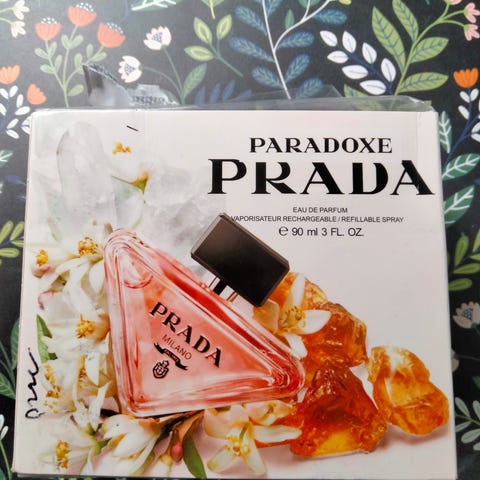 PARADOXE
PRADA
EAU DE PARFUM
VAPORISATEUR RECHARGEABLE / REFILLABLE SPRAY
℮ 90 ml 3 FL. OZ.
PRADA
MILANO